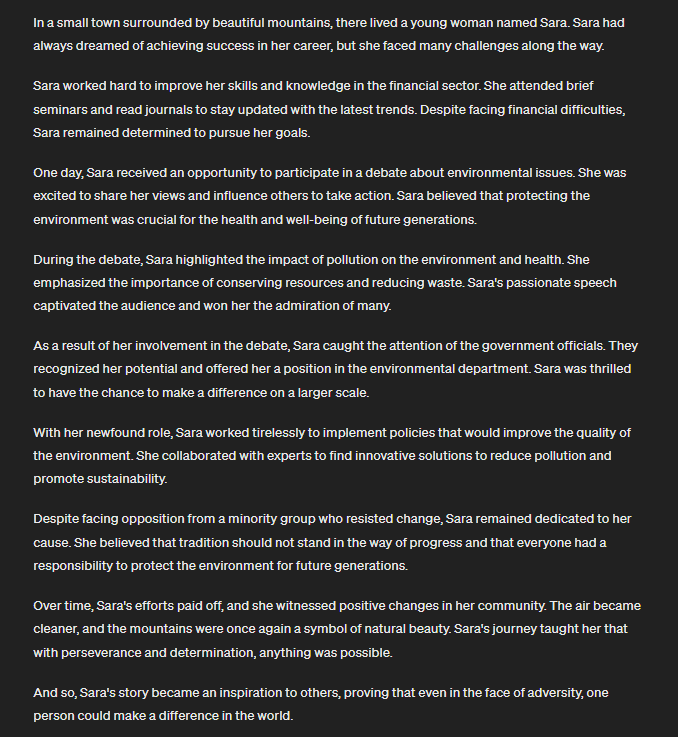 In a small town surrounded by beautiful mountains, there lived a young woman named Sara. Sara had
always dreamed of achieving success in her career, but she faced many challenges along the way.
Sara worked hard to improve her skills and knowledge in the financial sector. She attended brief
seminars and read journals to stay updated with the latest trends. Despite facing financial difficulties,
Sara remained determined to pursue her goals.
One day, Sara received an opportunity to participate in a debate about environmental issues. She was
excited to share her views and influence others to take action. Sara believed that protecting the
environment was crucial for the health and well-being of future generations.
During the debate, Sara highlighted the impact of pollution on the environment and health. She
emphasized the importance of conserving resources and reducing waste. Sara's passionate speech
captivated the audience and won her the admiration of many.
As a result of her involvement in the debate, Sara caught the attention of the government officials. They
recognized her potential and offered her a position in the environmental department. Sara was thrilled
to have the chance to make a difference on a larger scale.
With her newfound role, Sara worked tirelessly to implement policies that would improve the quality of
the environment. She collaborated with experts to find innovative solutions to reduce pollution and
promote sustainability.
Despite facing opposition from a minority group who resisted change, Sara remained dedicated to her
cause. She believed that tradition should not stand in the way of progress and that everyone had a
responsibility to protect the environment for future generations.
Over time, Sara's efforts paid off, and she witnessed positive changes in her community. The air became
cleaner, and the mountains were once again a symbol of natural beauty. Sara's journey taught her that
with perseverance and determination, anything was possible.
And so, Sara's story became an inspiration to others, proving that even in the face of adversity, one
person could make a difference in the world.